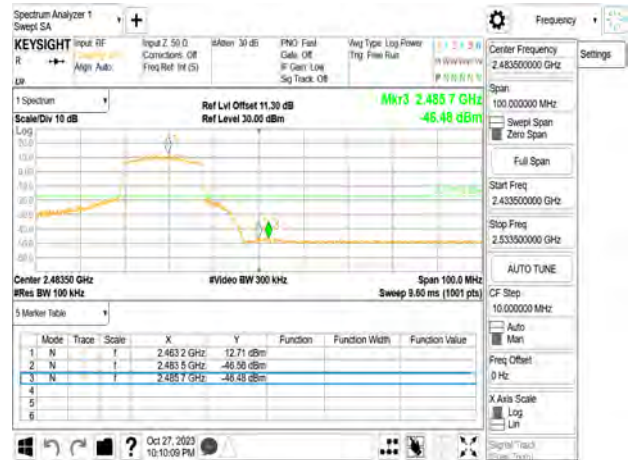 Spectrum Analyzer 1
Swept SA
Frequency
KEYSIGHT
R
Input: RF
Align: Auto
Input Z: 50 Ω
Corrections: Off
Freq Ref: Int (S)
#Atten: 30 dB
PNO: Fast
Gate: Off
IF Gain: Low
Sig Track: Off
Avg Type: Log-Power
Trig: Free Run
1 Spectrum
Scale/Div 10 dB
Ref Lvl Offset 11.30 dB
Ref Level 30.00 dBm
Mkr3 2.485 7 GHz
-46.48 dBm
Log
Center 2.48350 GHz
#Res BW 100 kHz
#Video BW 300 kHz
Span 100.0 MHz
Sweep 9.60 ms (1001 pts)
5 Marker Table
Mode Trace Scale X Y Function Function Width Function Value
1 N f 2.463 2 GHz 12.71 dBm
2 N f 2.483 5 GHz -46.56 dBm
3 N f 2.485 7 GHz -46.48 dBm
4
5
6
Oct 27, 2023
10:10:09 PM
Center Frequency
2.483500000 GHz
Settings
Span
100.000000 MHz
Swept Span
Zero Span
Full Span
Start Freq
2.433500000 GHz
Stop Freq
2.533500000 GHz
AUTO TUNE
CF Step
10.000000 MHz
Auto
Man
Freq Offset
0 Hz
X Axis Scale
Log
Lin
Signal Track